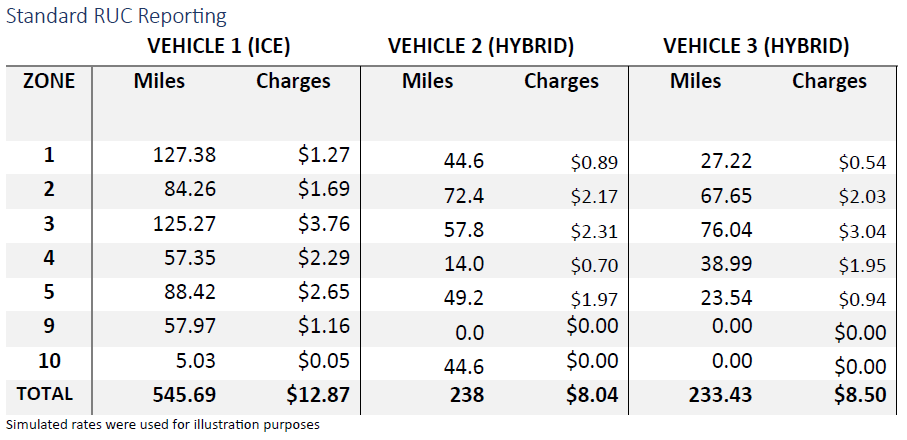 Standard RUC Reporting
VEHICLE 1 (ICE) VEHICLE 2 (HYBRID) VEHICLE 3 (HYBRID)
ZONE Miles Charges Miles Charges Miles Charges
1 127.38 $1.27 44.6 $0.89 27.22 $0.54
2 84.26 $1.69 72.4 $2.17 67.65 $2.03
3 125.27 $3.76 57.8 $2.31 76.04 $3.04
4 57.35 $2.29 14.0 $0.70 38.99 $1.95
5 88.42 $2.65 49.2 $1.97 23.54 $0.94
9 57.97 $1.16 0.0 $0.00 0.00 $0.00
10 5.03 $0.05 44.6 $0.00 0.00 $0.00
TOTAL 545.69 $12.87 238 $8.04 233.43 $8.50
Simulated rates were used for illustration purposes